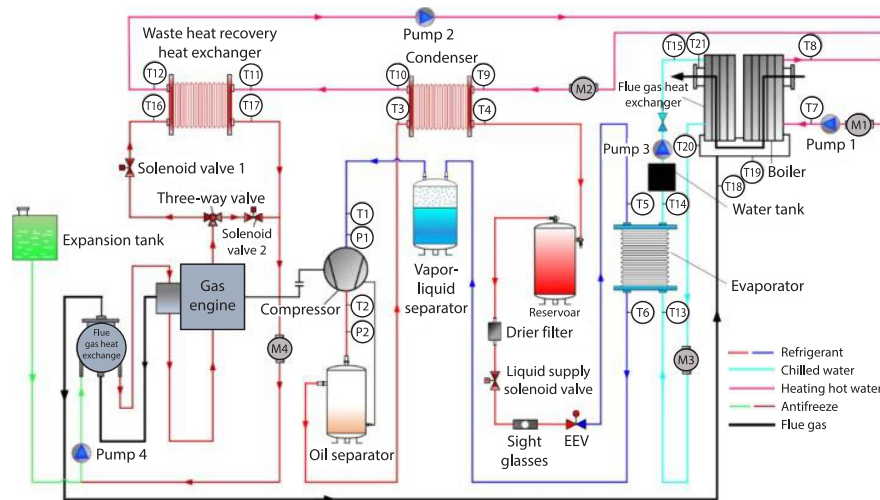 Pump 2
Waste heat recovery
heat exchanger
Condenser
T12
T11
T10
T9
T16
T17
T3
T4
M2
T15
T21
T8
Flue gas heat
exchanger
T7
M1
Pump 1
Pump 3
T20
T19
T18
Boiler
Water tank
Solenoid valve 1
Three-way valve
Solenoid
valve 2
Expansion tank
Gas
engine
T1
P1
Compressor
T2
P2
Vapor-
liquid
separator
T5
T14
Evaporator
Reservoar
Drier filter
T6
T13
Flue
gas heat
exchange
M4
M3
Liquid supply
solenoid valve
Refrigerant
Chilled water
Heating hot water
Antifreeze
Flue gas
Pump 4
Oil separator
Sight
glasses
EEV